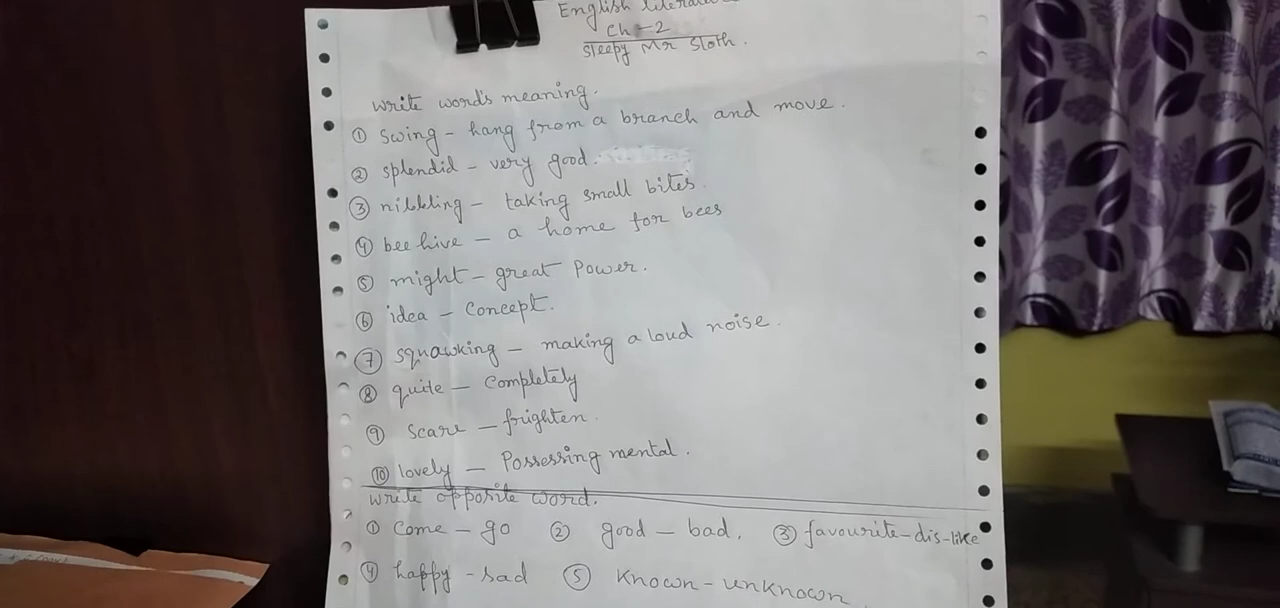 English
Ch-2
Sleepy Mr Sloth.
Write word's meaning.
① Swing - hang from a branch and move.
② splendid - very good.
③ nibbling - taking small bites.
④ bee hive - a home for bees
⑤ might - great Power.
⑥ idea - Concept.
⑦ squawking - making a loud noise.
⑧ quite - Completely
⑨ Scare - frighten.
⑩ lovely - Possessing mental.
Write opposite word.
① Come - go ② good - bad. ③ favourite - dis-like
④ happy - sad ⑤ Known - unknown